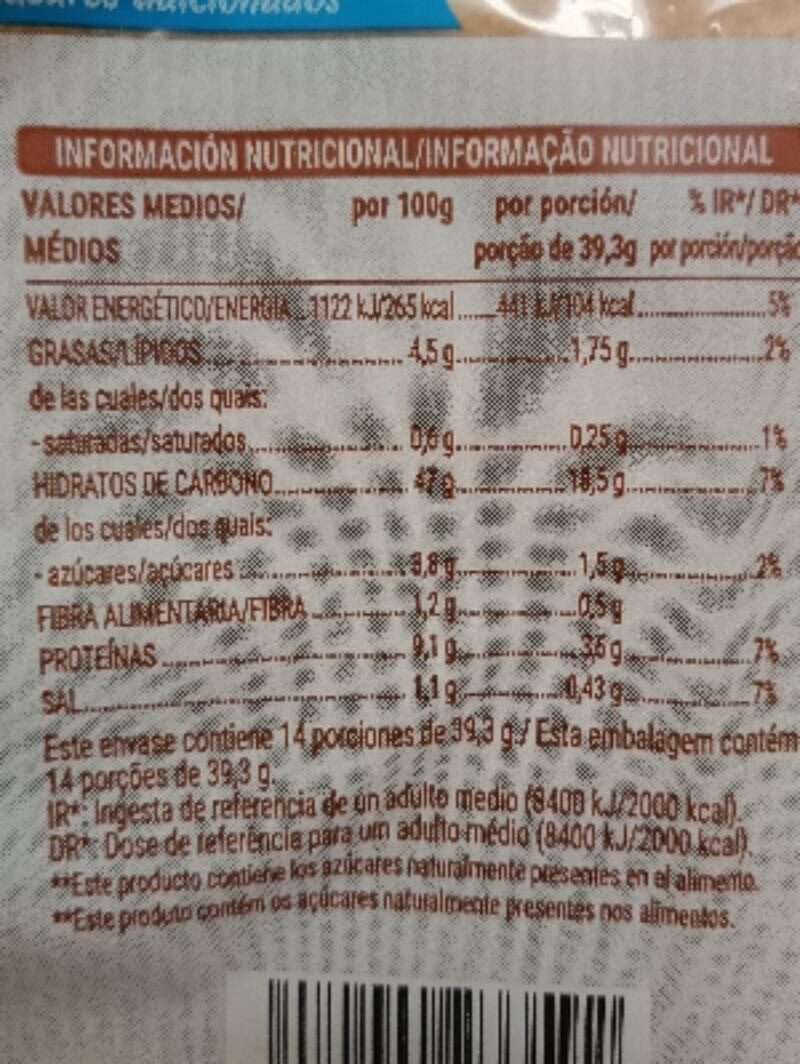 adicionados
INFORMACIÓN NUTRICIONAL/INFORMAÇÃO NUTRICIONAL
VALORES MEDIOS/ por 100g por porción/ % IR*/ DR*
MÉDIOS porção de 39,3g por porción/porção
VALOR ENERGÉTICO/ENERGIA 1122 kJ/265 kcal 441 kJ/104 kcal 5%
GRASAS/LÍPIDOS 4,5 g 1,75 g 2%
de las cuales/dos quais:
- saturadas/saturados 0,6 g 0,25 g 1%
HIDRATOS DE CARBONO 47 g 18,5 g 7%
de los cuales/dos quais:
- azúcares/açúcares 3,8 g 1,5 g 2%
FIBRA ALIMENTARIA/FIBRA 1,2 g 0,5 g
PROTEÍNAS 9,1 g 3,6 g 7%
SAL 1,1 g 0,43 g 7%
Este envase contiene 14 porciones de 39,3 g./ Esta embalagem contém
14 porções de 39,3 g.
IR*: Ingesta de referencia de un adulto medio (8400 kJ/2000 kcal).
DR*: Dose de referência para um adulto médio (8400 kJ/2000 kcal).
**Este producto contiene los azúcares naturalmente presentes en el alimento.
**Este produto contém os açúcares naturalmente presentes nos alimentos.